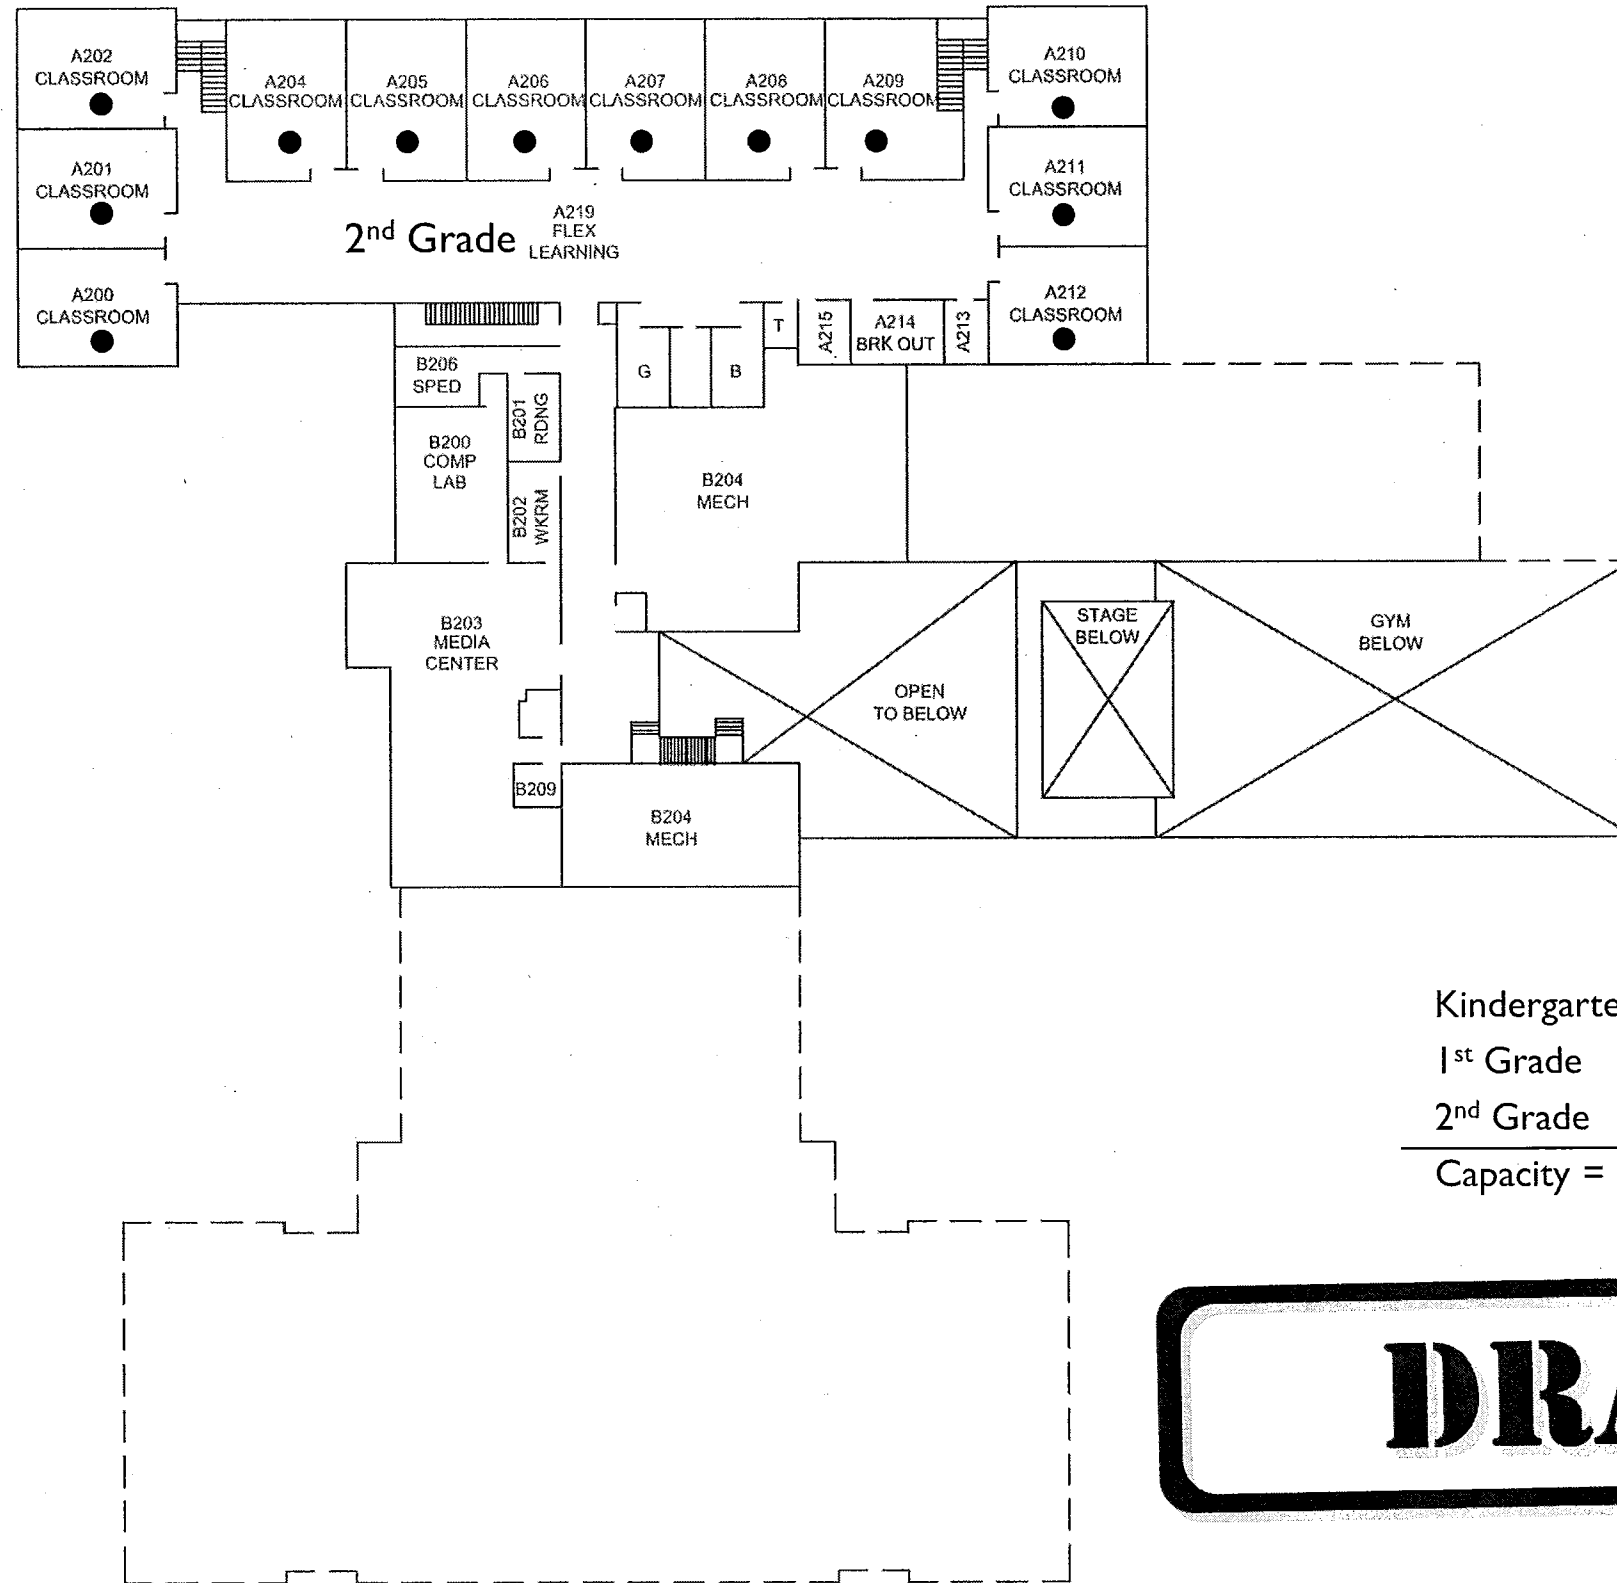 A202
CLASSROOM
A204
CLASSROOM
A205
CLASSROOM
A206
CLASSROOM
A207
CLASSROOM
A208
CLASSROOM
A209
CLASSROOM
A210
CLASSROOM
A201
CLASSROOM
A211
CLASSROOM
2nd Grade
A219
FLEX
LEARNING
A200
CLASSROOM
A212
CLASSROOM
T
A215
A214
BRK OUT
A213
B206
SPED
G
B
B201
RDNG
B200
COMP
LAB
B202
WKRM
B204
MECH
B203
MEDIA
CENTER
STAGE
BELOW
GYM
BELOW
OPEN
TO BELOW
B209
B204
MECH
Kindergarte
1st Grade
2nd Grade
Capacity =
DRA